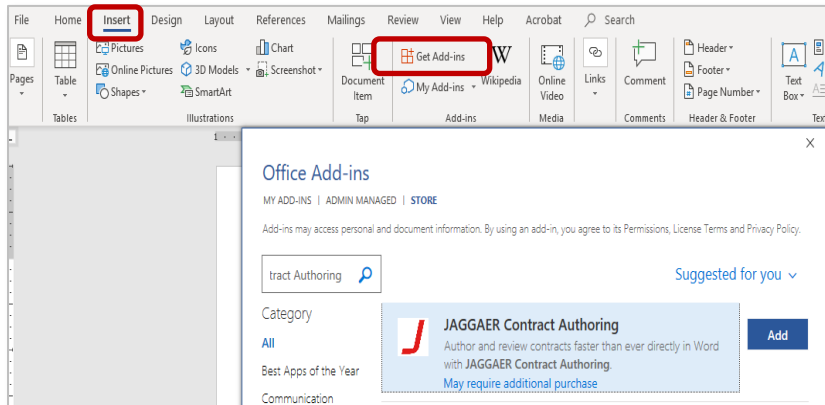 File Home Insert Design Layout References Mailings Review View Help Acrobat Search
Pictures Icons Chart Get Add-ins Header
Online Pictures 3D Models Screenshot My Add-ins Wikipedia Footer
Shapes SmartArt Page Number
Pages Table Document Item Online Video Links Comment Text Box
Tables Illustrations Tap Add-ins Media Comments Header & Footer
1
X
Office Add-ins
MY ADD-INS | ADMIN MANAGED | STORE
Add-ins may access personal and document information. By using an add-in, you agree to its Permissions, License Terms and Privacy Policy.
tract Authoring Suggested for you
Category
All
Best Apps of the Year
Communication
JAGGAER Contract Authoring
Author and review contracts faster than ever directly in Word
with JAGGAER Contract Authoring.
May require additional purchase
Add